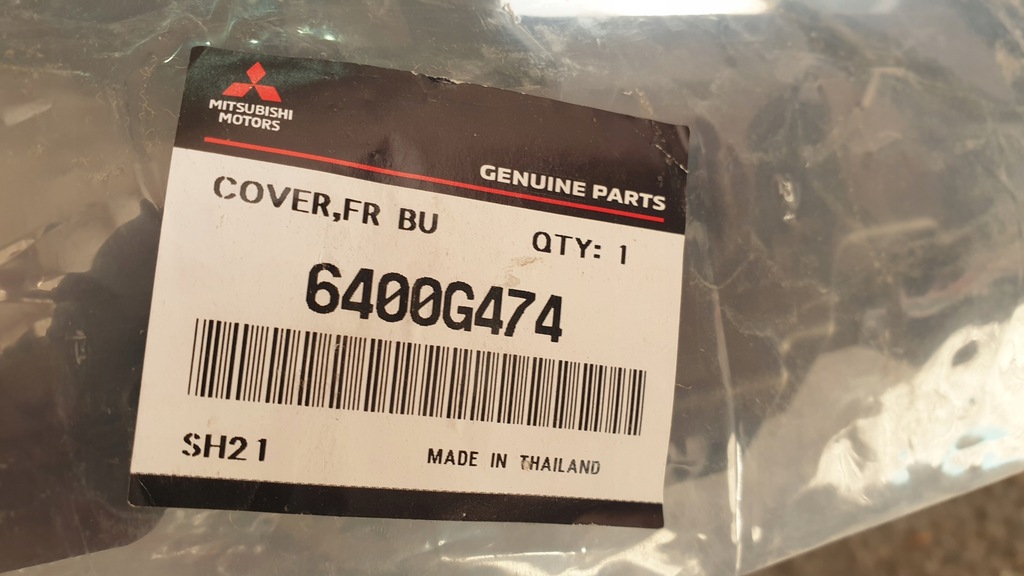 MITSUBISHI
MOTORS
GENUINE PARTS
COVER,FR BU
QTY: 1
6400G474
SH21
MADE IN THAILAND